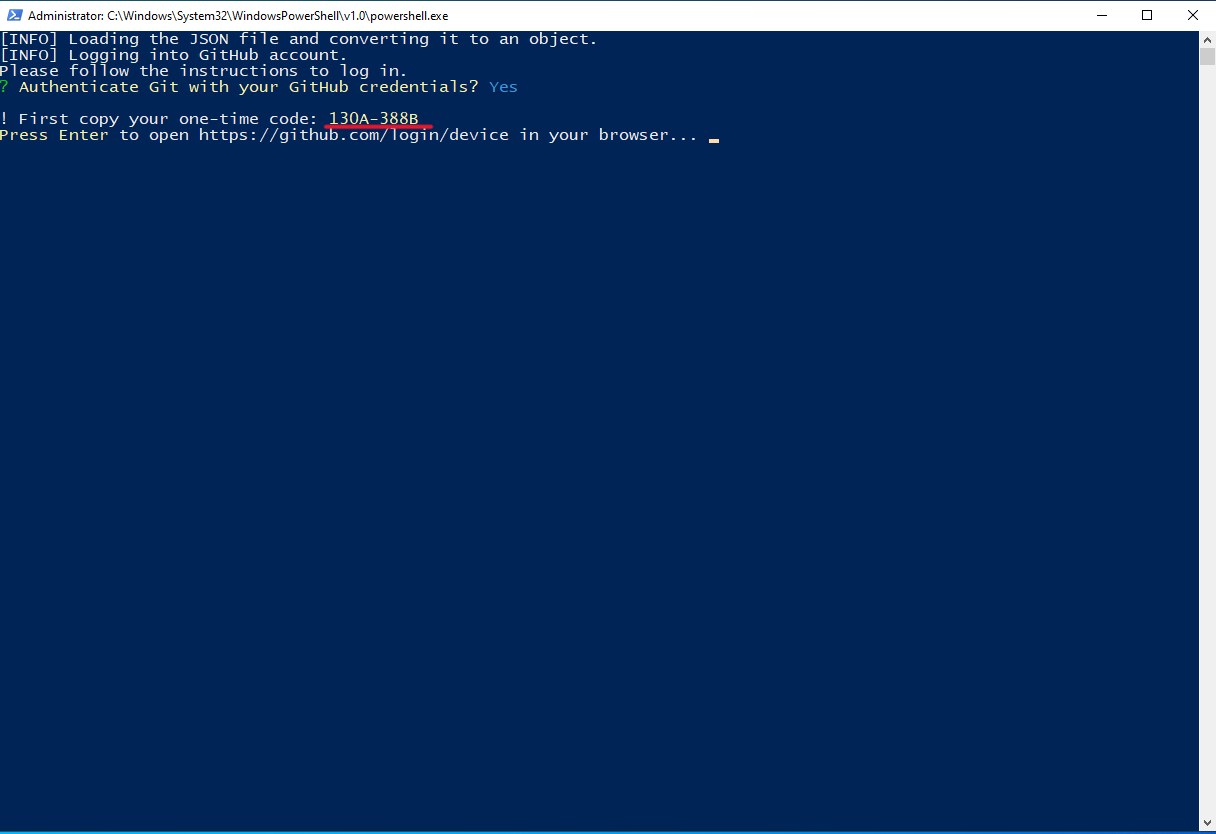 Administrator: C:\Windows\System32\WindowsPowerShell\v1.0\powershell.exe
[INFO] Loading the JSON file and converting it to an object.
[INFO] Logging into GitHub account.
Please follow the instructions to log in.
? Authenticate Git with your GitHub credentials? Yes
! First copy your one-time code: 130A-388B
Press Enter to open https://github.com/login/device in your browser...